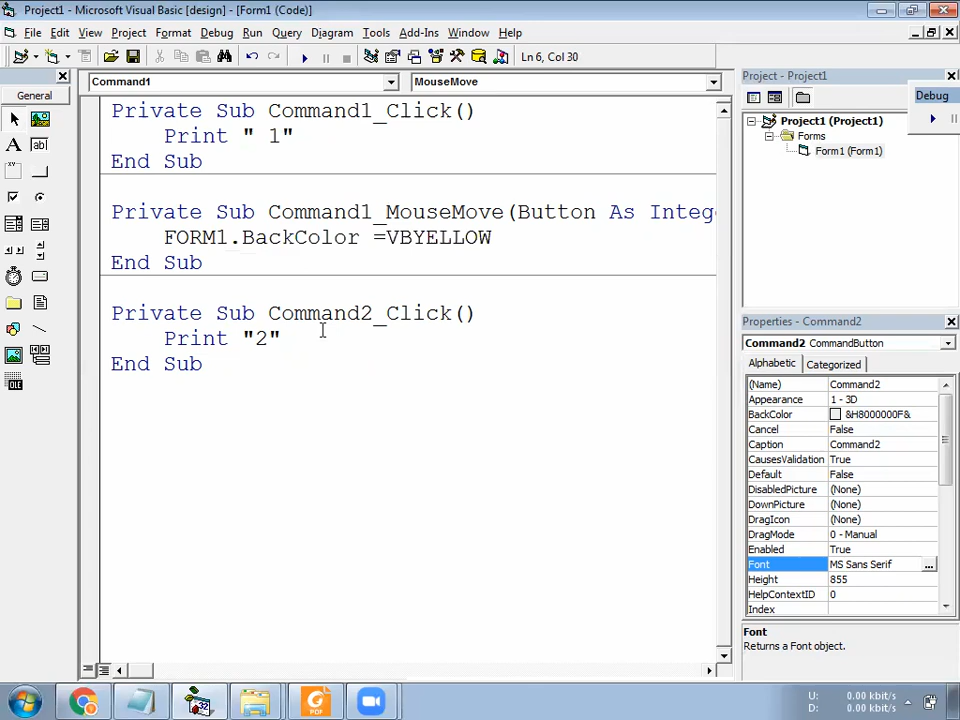 Project1 - Microsoft Visual Basic [design] - [Form1 (Code)]
File Edit View Project Format Debug Run Query Diagram Tools Add-Ins Window Help
Ln 6, Col 30
General
Command1 MouseMove
Private Sub Command1_Click()
Print " 1"
End Sub
Private Sub Command1_MouseMove(Button As Intege
FORM1.BackColor =VBYELLOW
End Sub
Private Sub Command2_Click()
Print "2"
End Sub
Project - Project1
Debug
Project1 (Project1)
Forms
Form1 (Form1)
Properties - Command2
Command2 CommandButton
Alphabetic Categorized
(Name) Command2
Appearance 1 - 3D
BackColor &H8000000F&
Cancel False
Caption Command2
CausesValidation True
Default False
DisabledPicture (None)
DownPicture (None)
DragIcon (None)
DragMode 0 - Manual
Enabled True
Font MS Sans Serif ...
Height 855
HelpContextID 0
Index
Font
Returns a Font object.
U: 0.00 kbit/s
D: 0.00 kbit/s